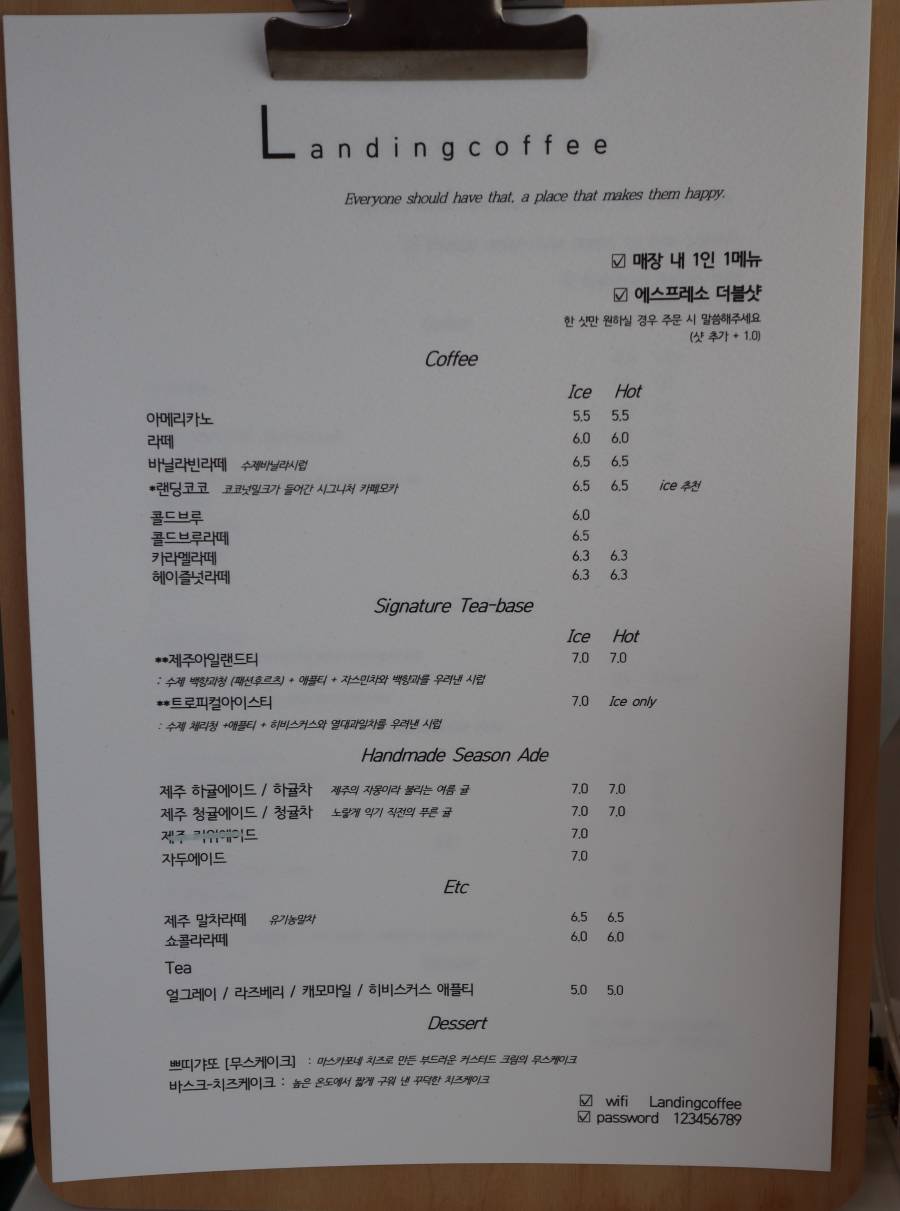 Landingcoffee
Everyone should have that, a place that makes them happy.
☑ 매장 내 1인 1메뉴
☑ 에스프레소 더블샷
한 샷만 원하실 경우 주문 시 말씀해주세요
(샷 추가 + 1.0)
Coffee
Ice Hot
아메리카노 5.5 5.5
라떼 6.0 6.0
바닐라빈라떼 수제바닐라시럽 6.5 6.5
*랜딩코코 코코넛밀크가 들어간 시그니처 카페모카 6.5 6.5 ice 추천
콜드브루 6.0
콜드브루라떼 6.5
카라멜라떼 6.3 6.3
헤이즐넛라떼 6.3 6.3
Signature Tea-base
Ice Hot
**제주아일랜드티 7.0 7.0
: 수제 백향과청 (패션후르츠) + 애플티 + 자스민차와 백향과를 우려낸 시럽
**트로피컬아이스티 7.0 Ice only
: 수제 체리청 +애플티 + 히비스커스와 열대과일차를 우려낸 시럽
Handmade Season Ade
제주 하귤에이드 / 하귤차 제주의 자몽이라 불리는 여름 귤 7.0 7.0
제주 청귤에이드 / 청귤차 노랗게 익기 직전의 푸른 귤 7.0 7.0
제주 키위에이드 7.0
자두에이드 7.0
Etc
제주 말차라떼 유기농말차 6.5 6.5
쇼콜라라떼 6.0 6.0
Tea
얼그레이 / 라즈베리 / 캐모마일 / 히비스커스 애플티 5.0 5.0
Dessert
쁘띠갸또 [무스케이크] : 마스카포네 치즈로 만든 부드러운 커스터드 크림의 무스케이크
바스크-치즈케이크 : 높은 온도에서 짧게 구워 낸 꾸덕한 치즈케이크
☑ wifi Landingcoffee
☑ password 123456789